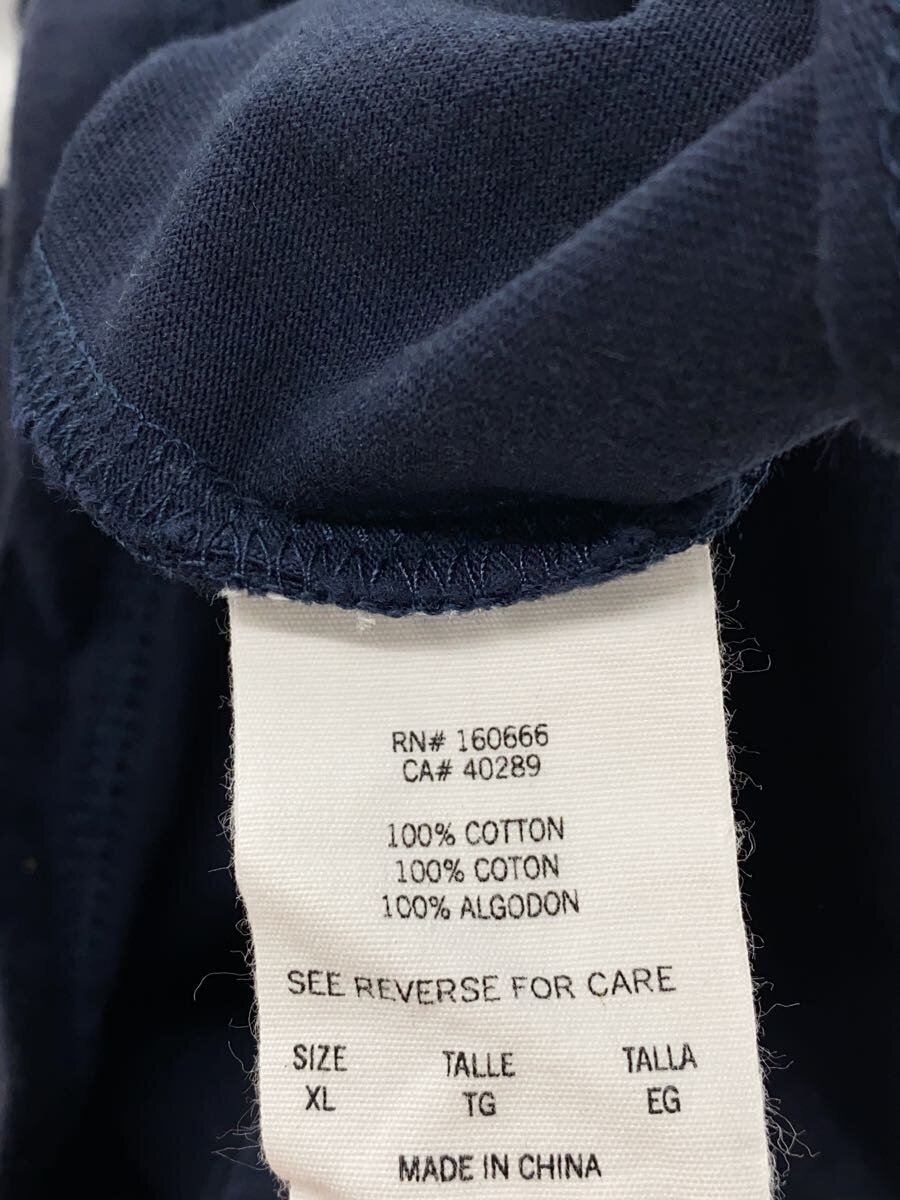 RN# 160666
CA# 40289
100% COTTON
100% COTON
100% ALGODON
SEE REVERSE FOR CARE
SIZE TALLE TALLA
XL TG EG
MADE IN CHINA